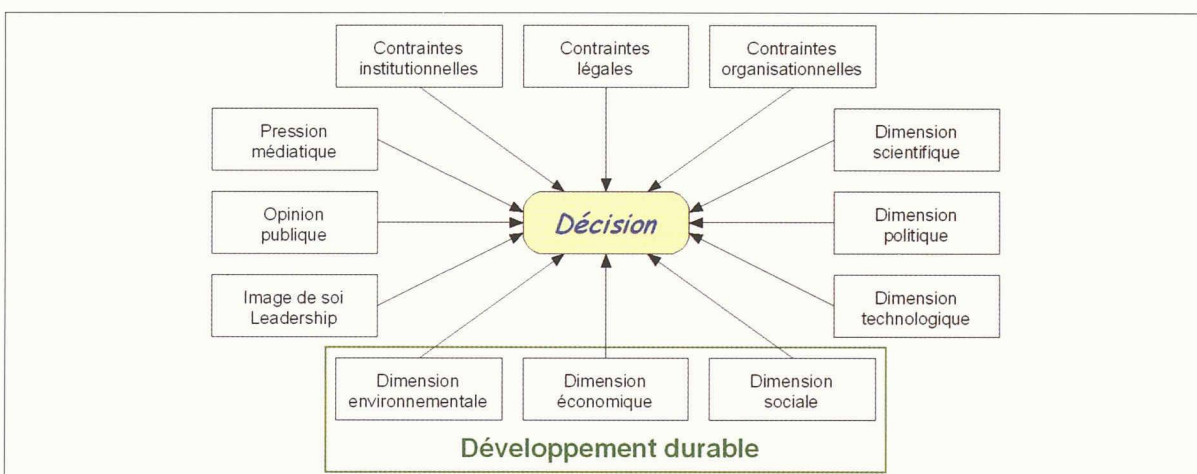 Contraintes
institutionnelles
Contraintes
légales
Contraintes
organisationnelles
Pression
médiatique
Dimension
scientifique
Opinion
publique
Décision
Dimension
politique
Image de soi
Leadership
Dimension
technologique
Dimension
environnementale
Dimension
économique
Dimension
sociale
Développement durable